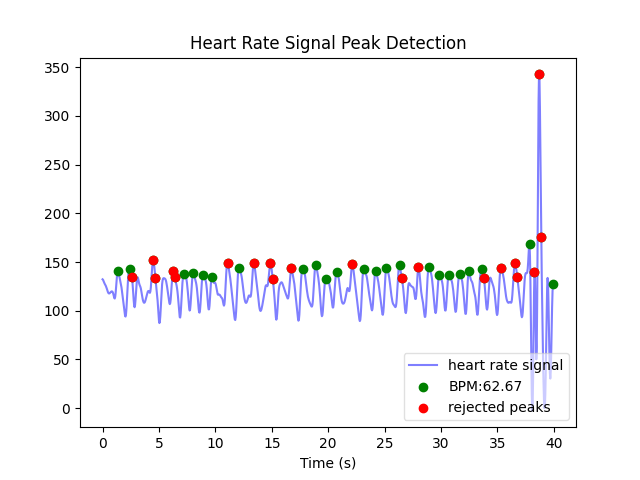 Heart Rate Signal Peak Detection
350
300
250
200
150
100
50
0
heart rate signal
BPM:62.67
rejected peaks
0 5 10 15 20 25 30 35 40
Time (s)